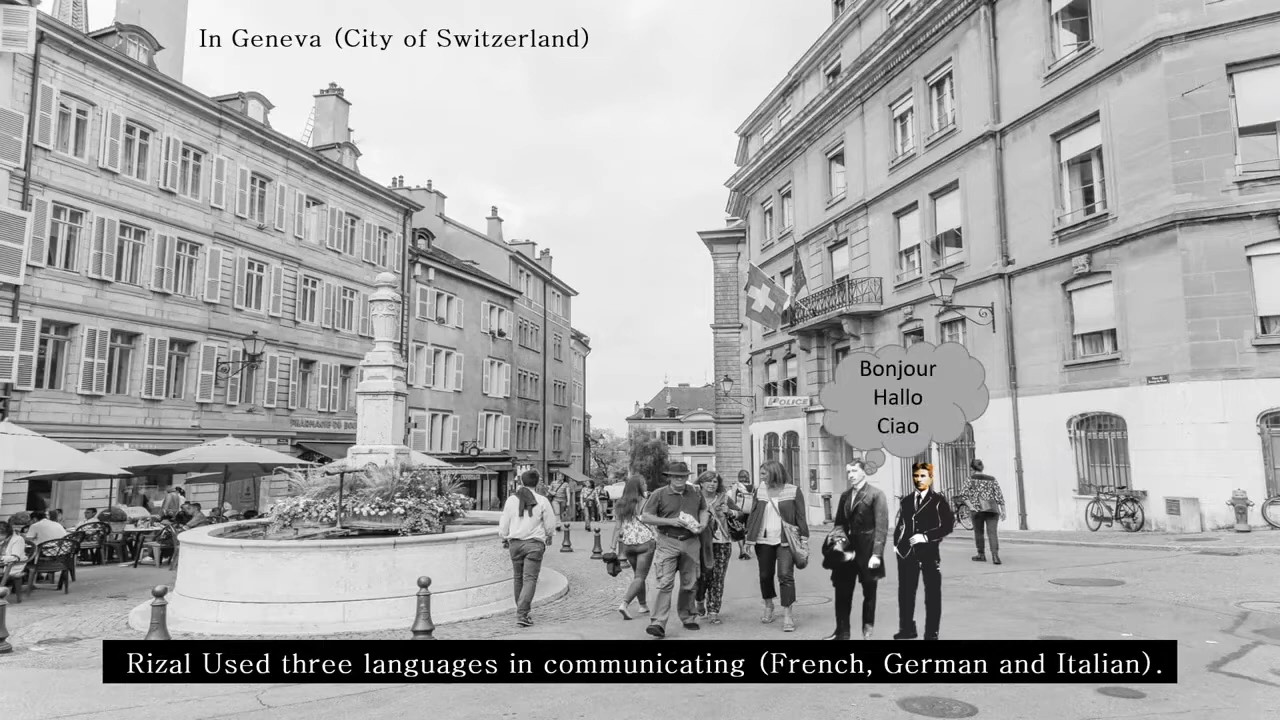 In Geneva (City of Switzerland)
POLICE
Bonjour
Hallo
Ciao
Rizal Used three languages in communicating (French, German and Italian).